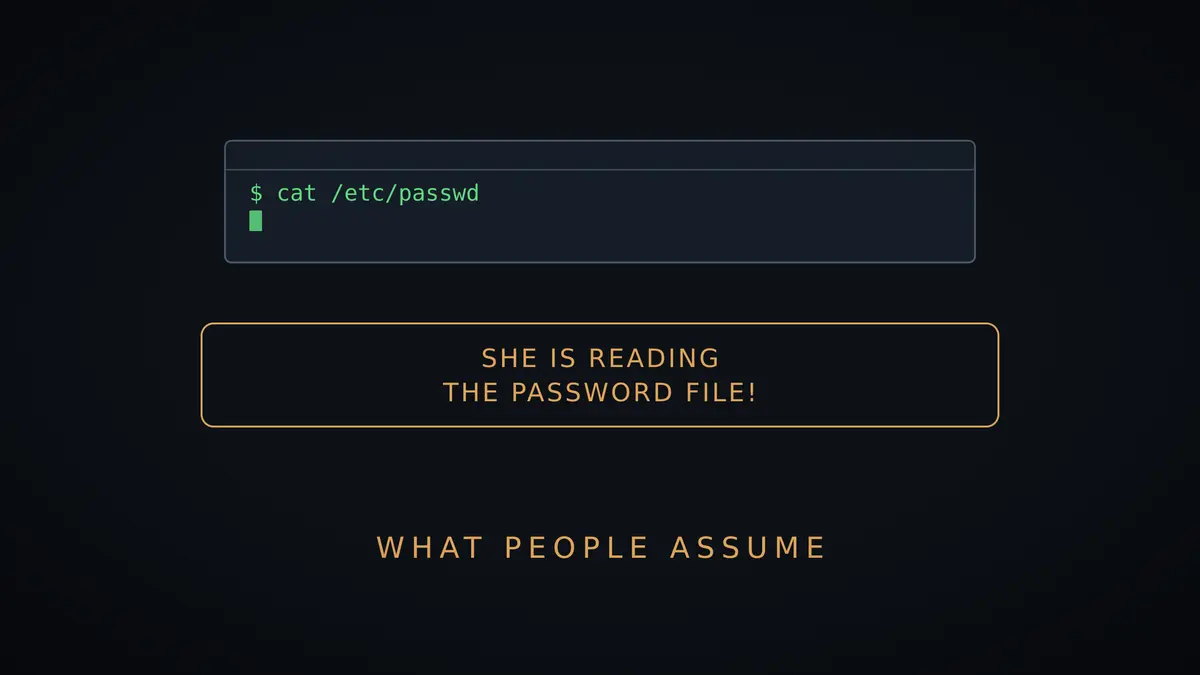 $ cat /etc/passwd
SHE IS READING
THE PASSWORD FILE!
WHAT PEOPLE ASSUME